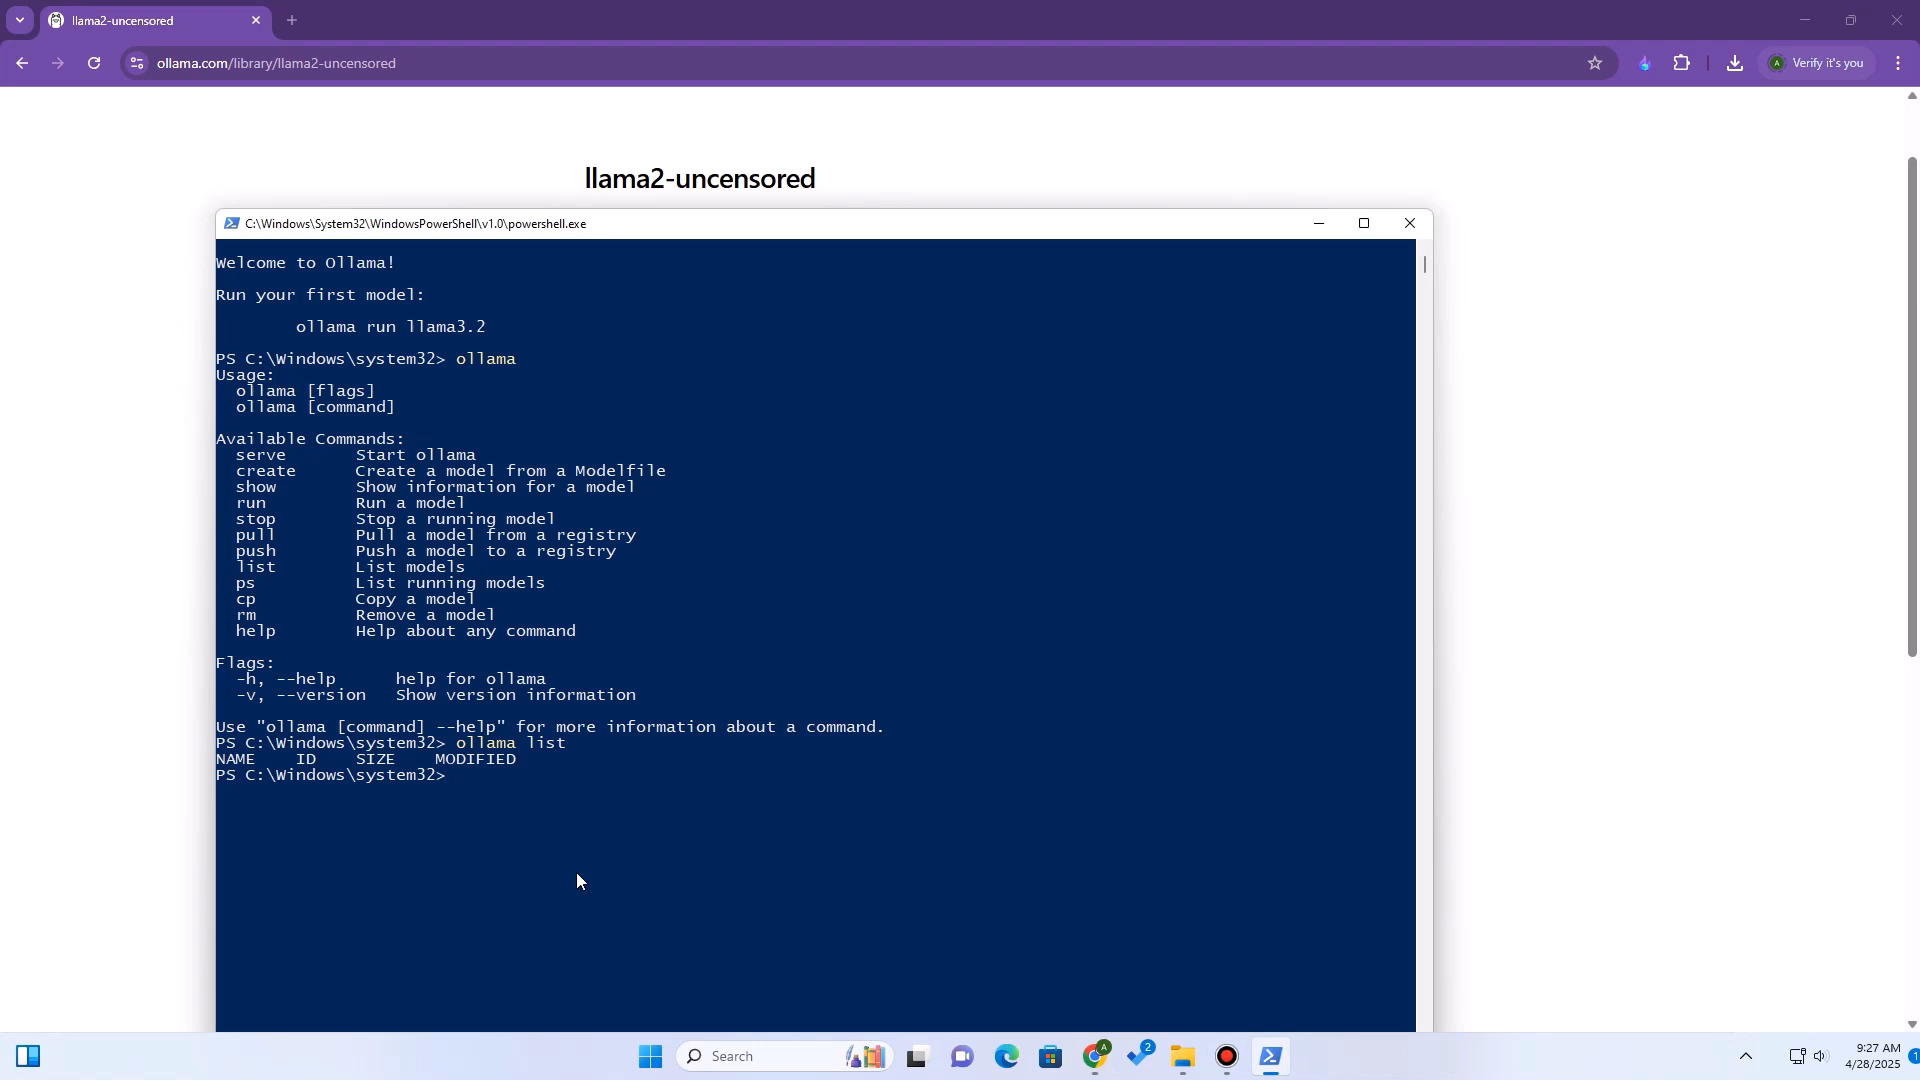 llama2-uncensored
ollama.com/library/llama2-uncensored
A
Verify it's you
llama2-uncensored
C:\Windows\System32\WindowsPowerShell\v1.0\powershell.exe
Welcome to Ollama!
Run your first model:
ollama run llama3.2
PS C:\Windows\system32> ollama
Usage:
ollama [flags]
ollama [command]
Available Commands:
serve Start ollama
create Create a model from a Modelfile
show Show information for a model
run Run a model
stop Stop a running model
pull Pull a model from a registry
push Push a model to a registry
list List models
ps List running models
cp Copy a model
rm Remove a model
help Help about any command
Flags:
-h, --help help for ollama
-v, --version Show version information
Use "ollama [command] --help" for more information about a command.
PS C:\Windows\system32> ollama list
NAME ID SIZE MODIFIED
PS C:\Windows\system32>
Search
A
2
9:27 AM
4/28/2025
1